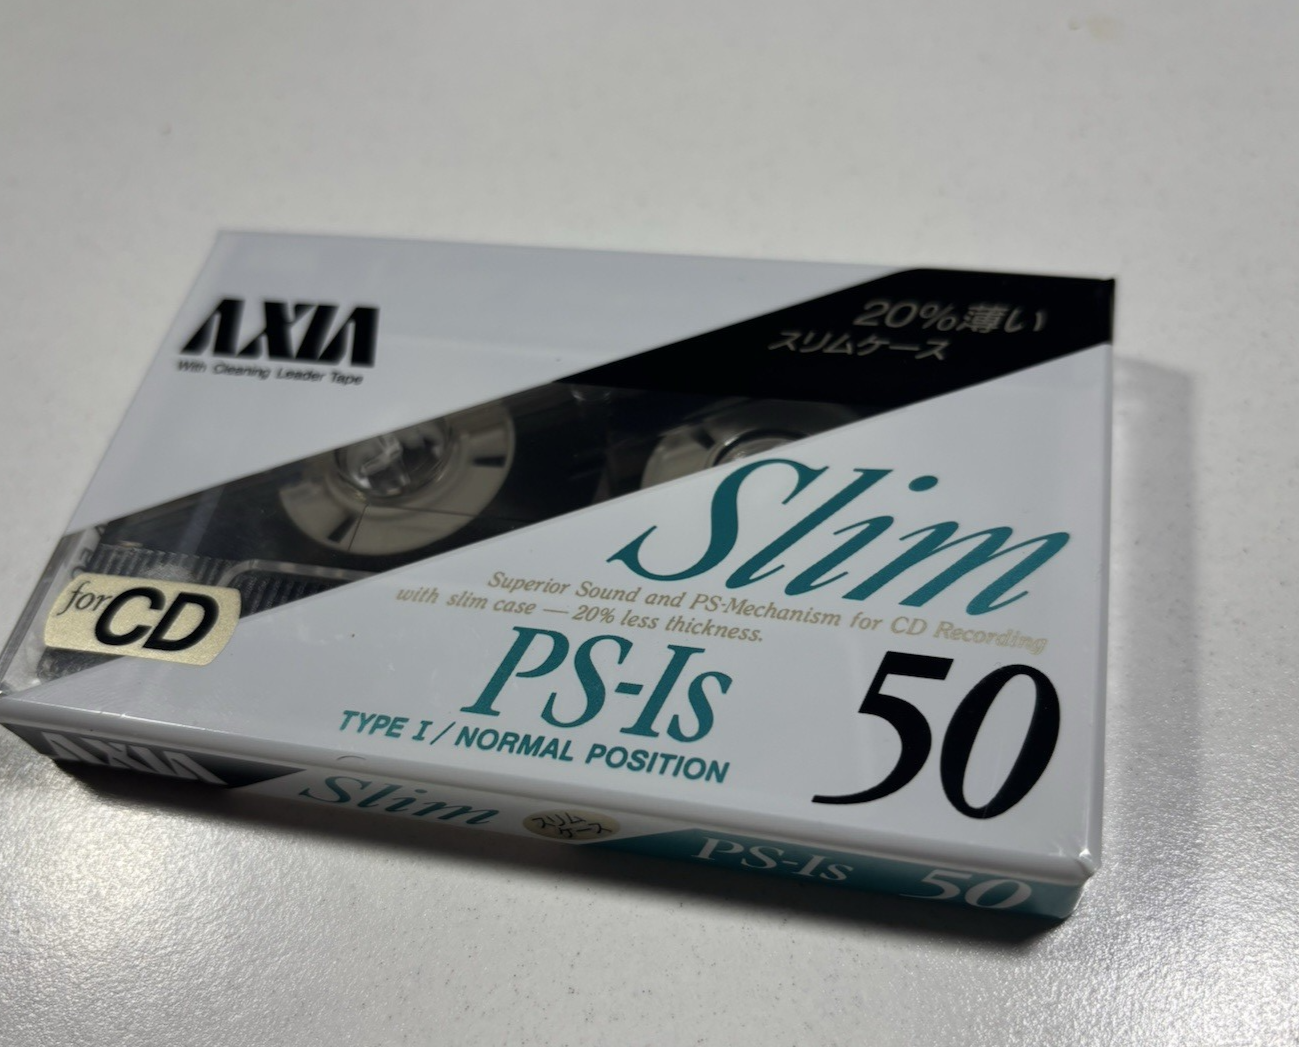 AXIA
With Cleaning Leader Tape
20%薄い
スリムケース
Slim
Superior Sound and PS-Mechanism for CD Recording
with slim case — 20% less thickness.
for CD
PS-Is
50
TYPE I / NORMAL POSITION
AXIA
Slim
スリム
ケース
PS-Is 50